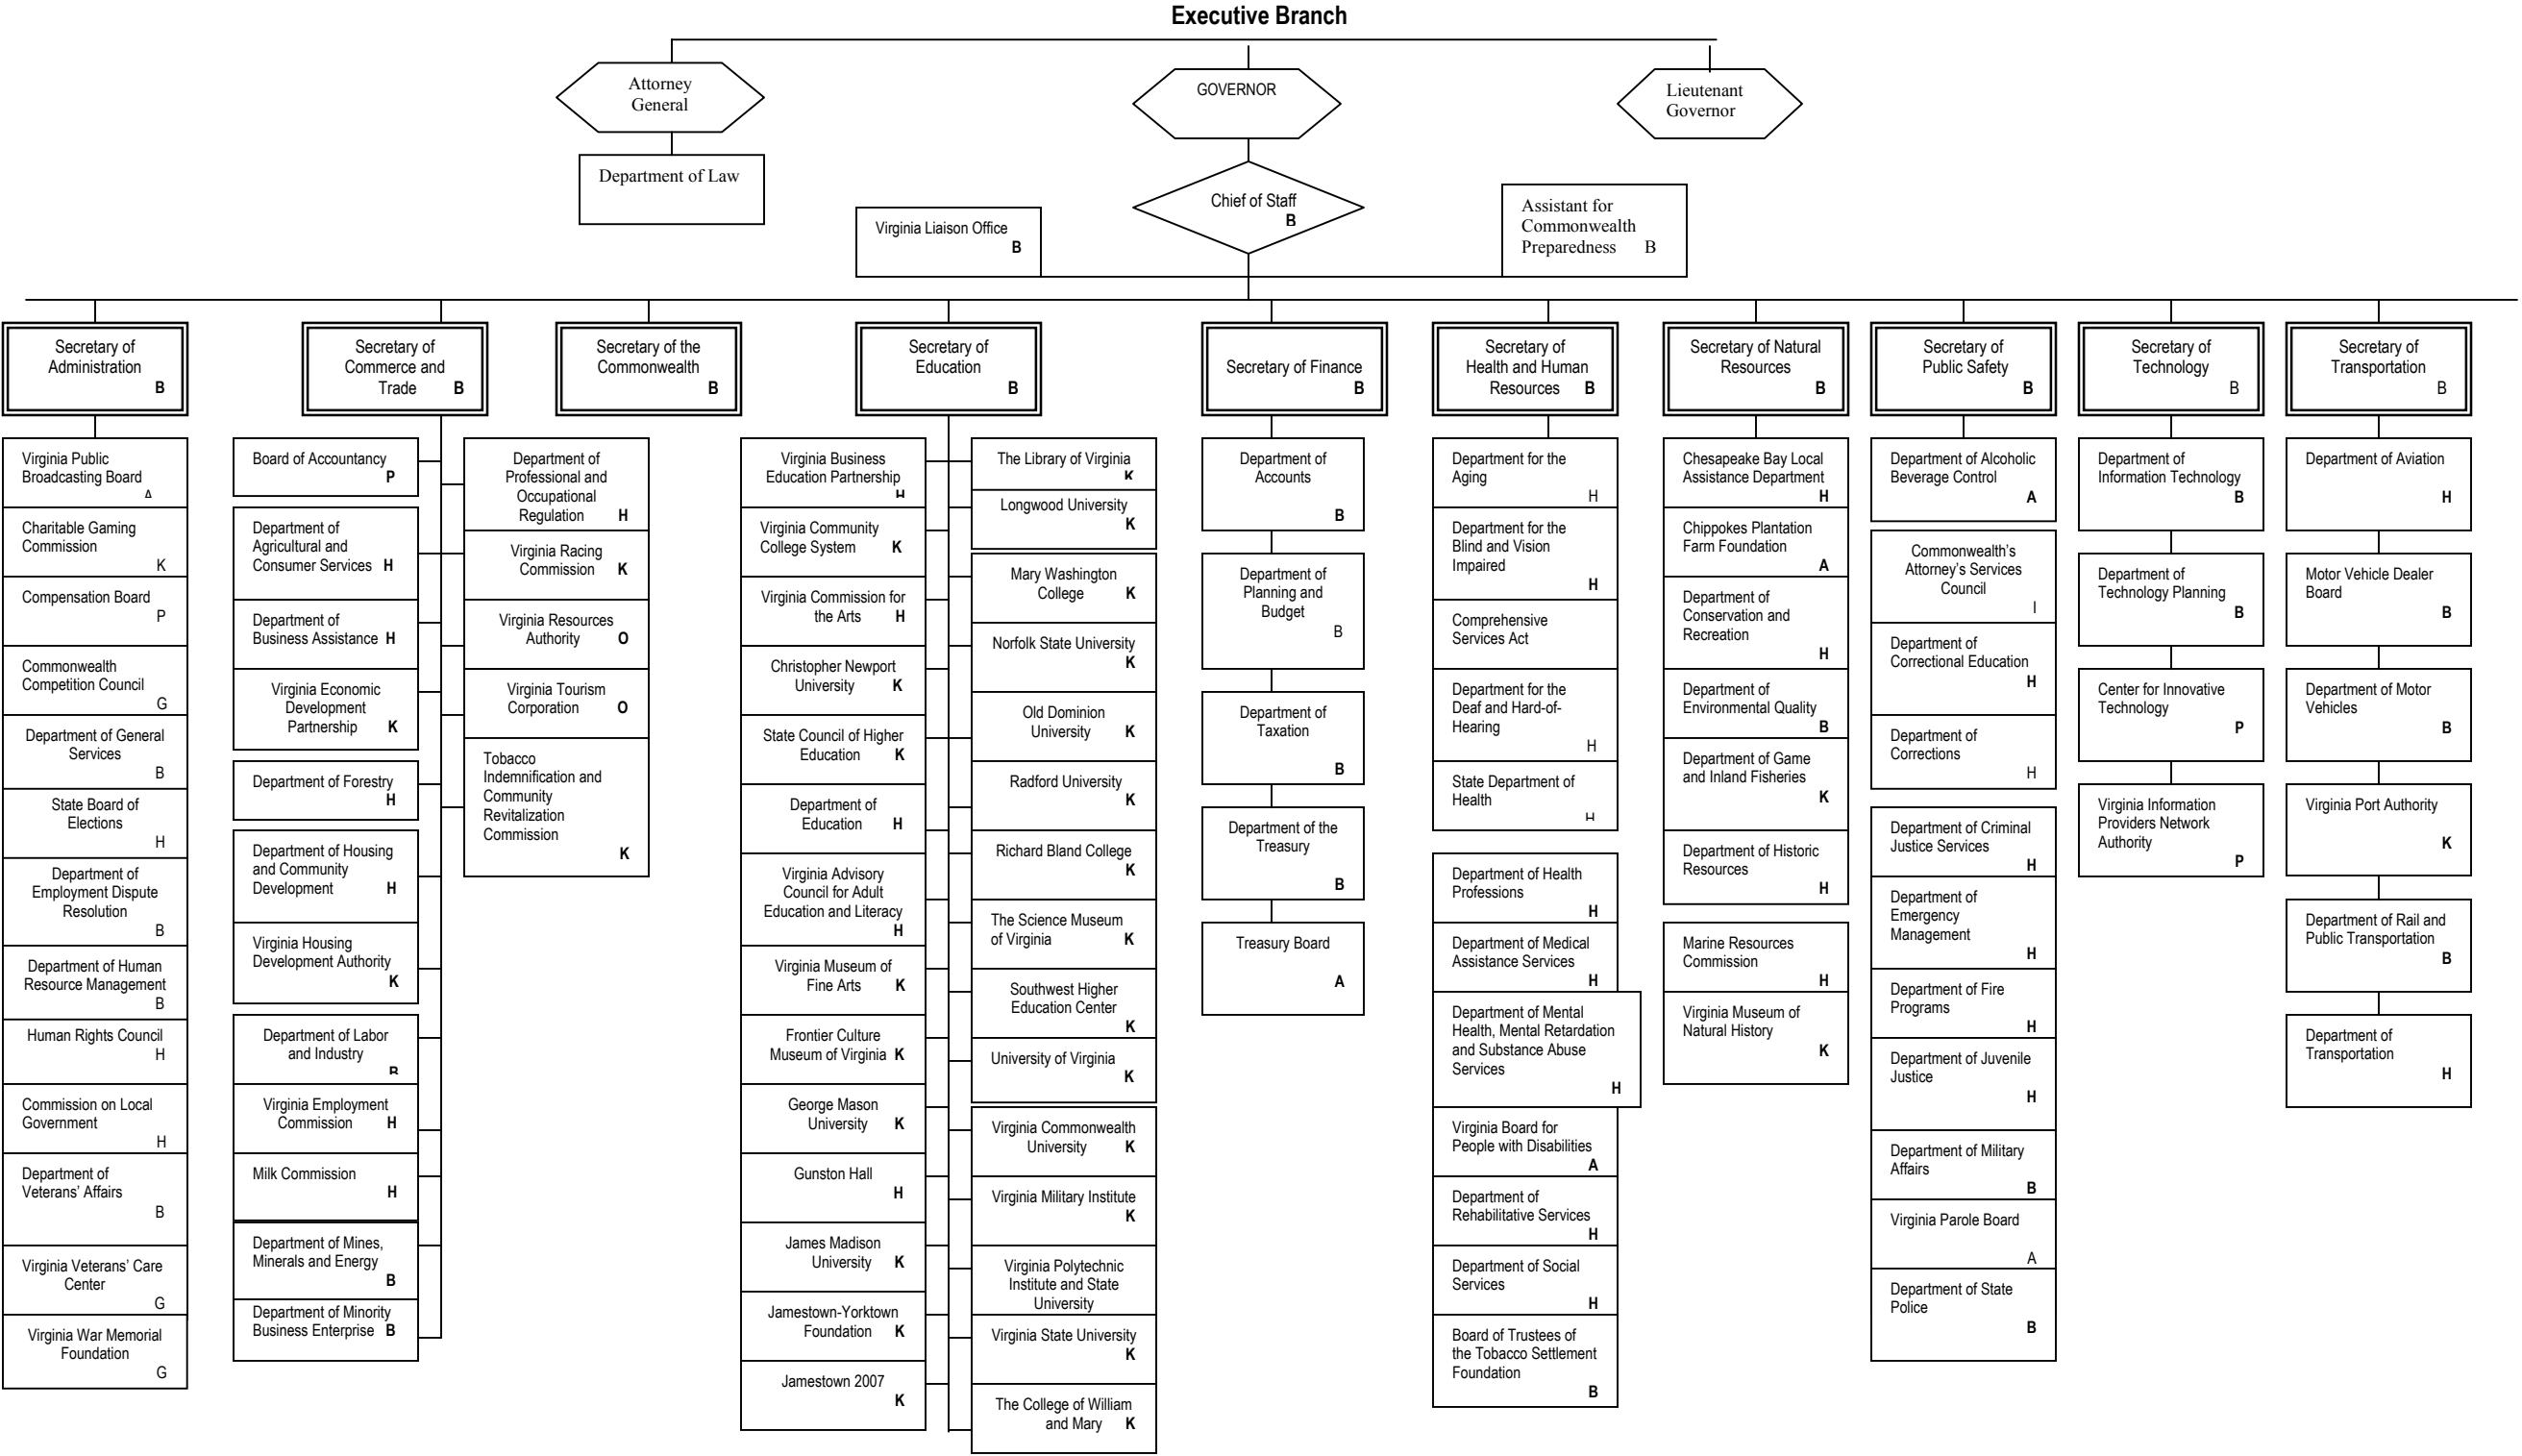 Executive Branch
Attorney
General
GOVERNOR
Lieutenant
Governor
Department of Law
Chief of Staff
B
Virginia Liaison Office
B
Assistant for
Commonwealth
Preparedness B
Secretary of
Administration
B
Secretary of
Commerce and
Trade B
Secretary of the
Commonwealth
B
Secretary of
Education
B
Secretary of Finance
B
Secretary of
Health and Human
Resources B
Secretary of Natural
Resources
B
Secretary of
Public Safety
B
Secretary of
Technology
B
Secretary of
Transportation
B
Virginia Public
Broadcasting Board
A
Charitable Gaming
Commission
K
Compensation Board
P
Commonwealth
Competition Council
G
Department of General
Services
B
State Board of
Elections
H
Department of
Employment Dispute
Resolution
B
Department of Human
Resource Management
B
Human Rights Council
H
Commission on Local
Government
H
Department of
Veterans' Affairs
B
Virginia Veterans' Care
Center
G
Virginia War Memorial
Foundation
G
Board of Accountancy
P
Department of
Agricultural and
Consumer Services H
Department of
Business Assistance H
Virginia Economic
Development
Partnership K
Department of Forestry
H
Department of Housing
and Community
Development H
Virginia Housing
Development Authority
K
Department of Labor
and Industry
B
Virginia Employment
Commission H
Milk Commission
H
Department of Mines,
Minerals and Energy
B
Department of Minority
Business Enterprise B
Department of
Professional and
Occupational
Regulation H
Virginia Racing
Commission K
Virginia Resources
Authority O
Virginia Tourism
Corporation O
Tobacco
Indemnification and
Community
Revitalization
Commission
K
Virginia Business
Education Partnership
H
Virginia Community
College System K
Virginia Commission for
the Arts H
Christopher Newport
University K
State Council of Higher
Education K
Department of
Education H
Virginia Advisory
Council for Adult
Education and Literacy
H
Virginia Museum of
Fine Arts K
Frontier Culture
Museum of Virginia K
George Mason
University K
Gunston Hall
H
James Madison
University K
Jamestown-Yorktown
Foundation K
Jamestown 2007
K
The Library of Virginia
K
Longwood University
K
Mary Washington
College K
Norfolk State University
K
Old Dominion
University K
Radford University
K
Richard Bland College
K
The Science Museum
of Virginia K
Southwest Higher
Education Center
K
University of Virginia
K
Virginia Commonwealth
University K
Virginia Military Institute
K
Virginia Polytechnic
Institute and State
University
Virginia State University
K
The College of William
and Mary K
Department of
Accounts
B
Department of
Planning and
Budget
B
Department of
Taxation
B
Department of the
Treasury
B
Treasury Board
A
Department for the
Aging
H
Department for the
Blind and Vision
Impaired
H
Comprehensive
Services Act
Department for the
Deaf and Hard-of-
Hearing
H
State Department of
Health
H
Department of Health
Professions
H
Department of Medical
Assistance Services
H
Department of Mental
Health, Mental Retardation
and Substance Abuse
Services
H
Virginia Board for
People with Disabilities
A
Department of
Rehabilitative Services
H
Department of Social
Services
H
Board of Trustees of
the Tobacco Settlement
Foundation
B
Chesapeake Bay Local
Assistance Department
H
Chippokes Plantation
Farm Foundation
A
Department of
Conservation and
Recreation
H
Department of
Environmental Quality
B
Department of Game
and Inland Fisheries
K
Department of Historic
Resources
H
Marine Resources
Commission
H
Virginia Museum of
Natural History
K
Department of Alcoholic
Beverage Control
A
Commonwealth's
Attorney's Services
Council
I
Department of
Correctional Education
H
Department of
Corrections
H
Department of Criminal
Justice Services
H
Department of
Emergency
Management
H
Department of Fire
Programs
H
Department of Juvenile
Justice
H
Department of Military
Affairs
B
Virginia Parole Board
A
Department of State
Police
B
Department of
Information Technology
B
Department of
Technology Planning
B
Center for Innovative
Technology
P
Virginia Information
Providers Network
Authority
P
Department of Aviation
H
Motor Vehicle Dealer
Board
B
Department of Motor
Vehicles
B
Virginia Port Authority
K
Department of Rail and
Public Transportation
B
Department of
Transportation
H